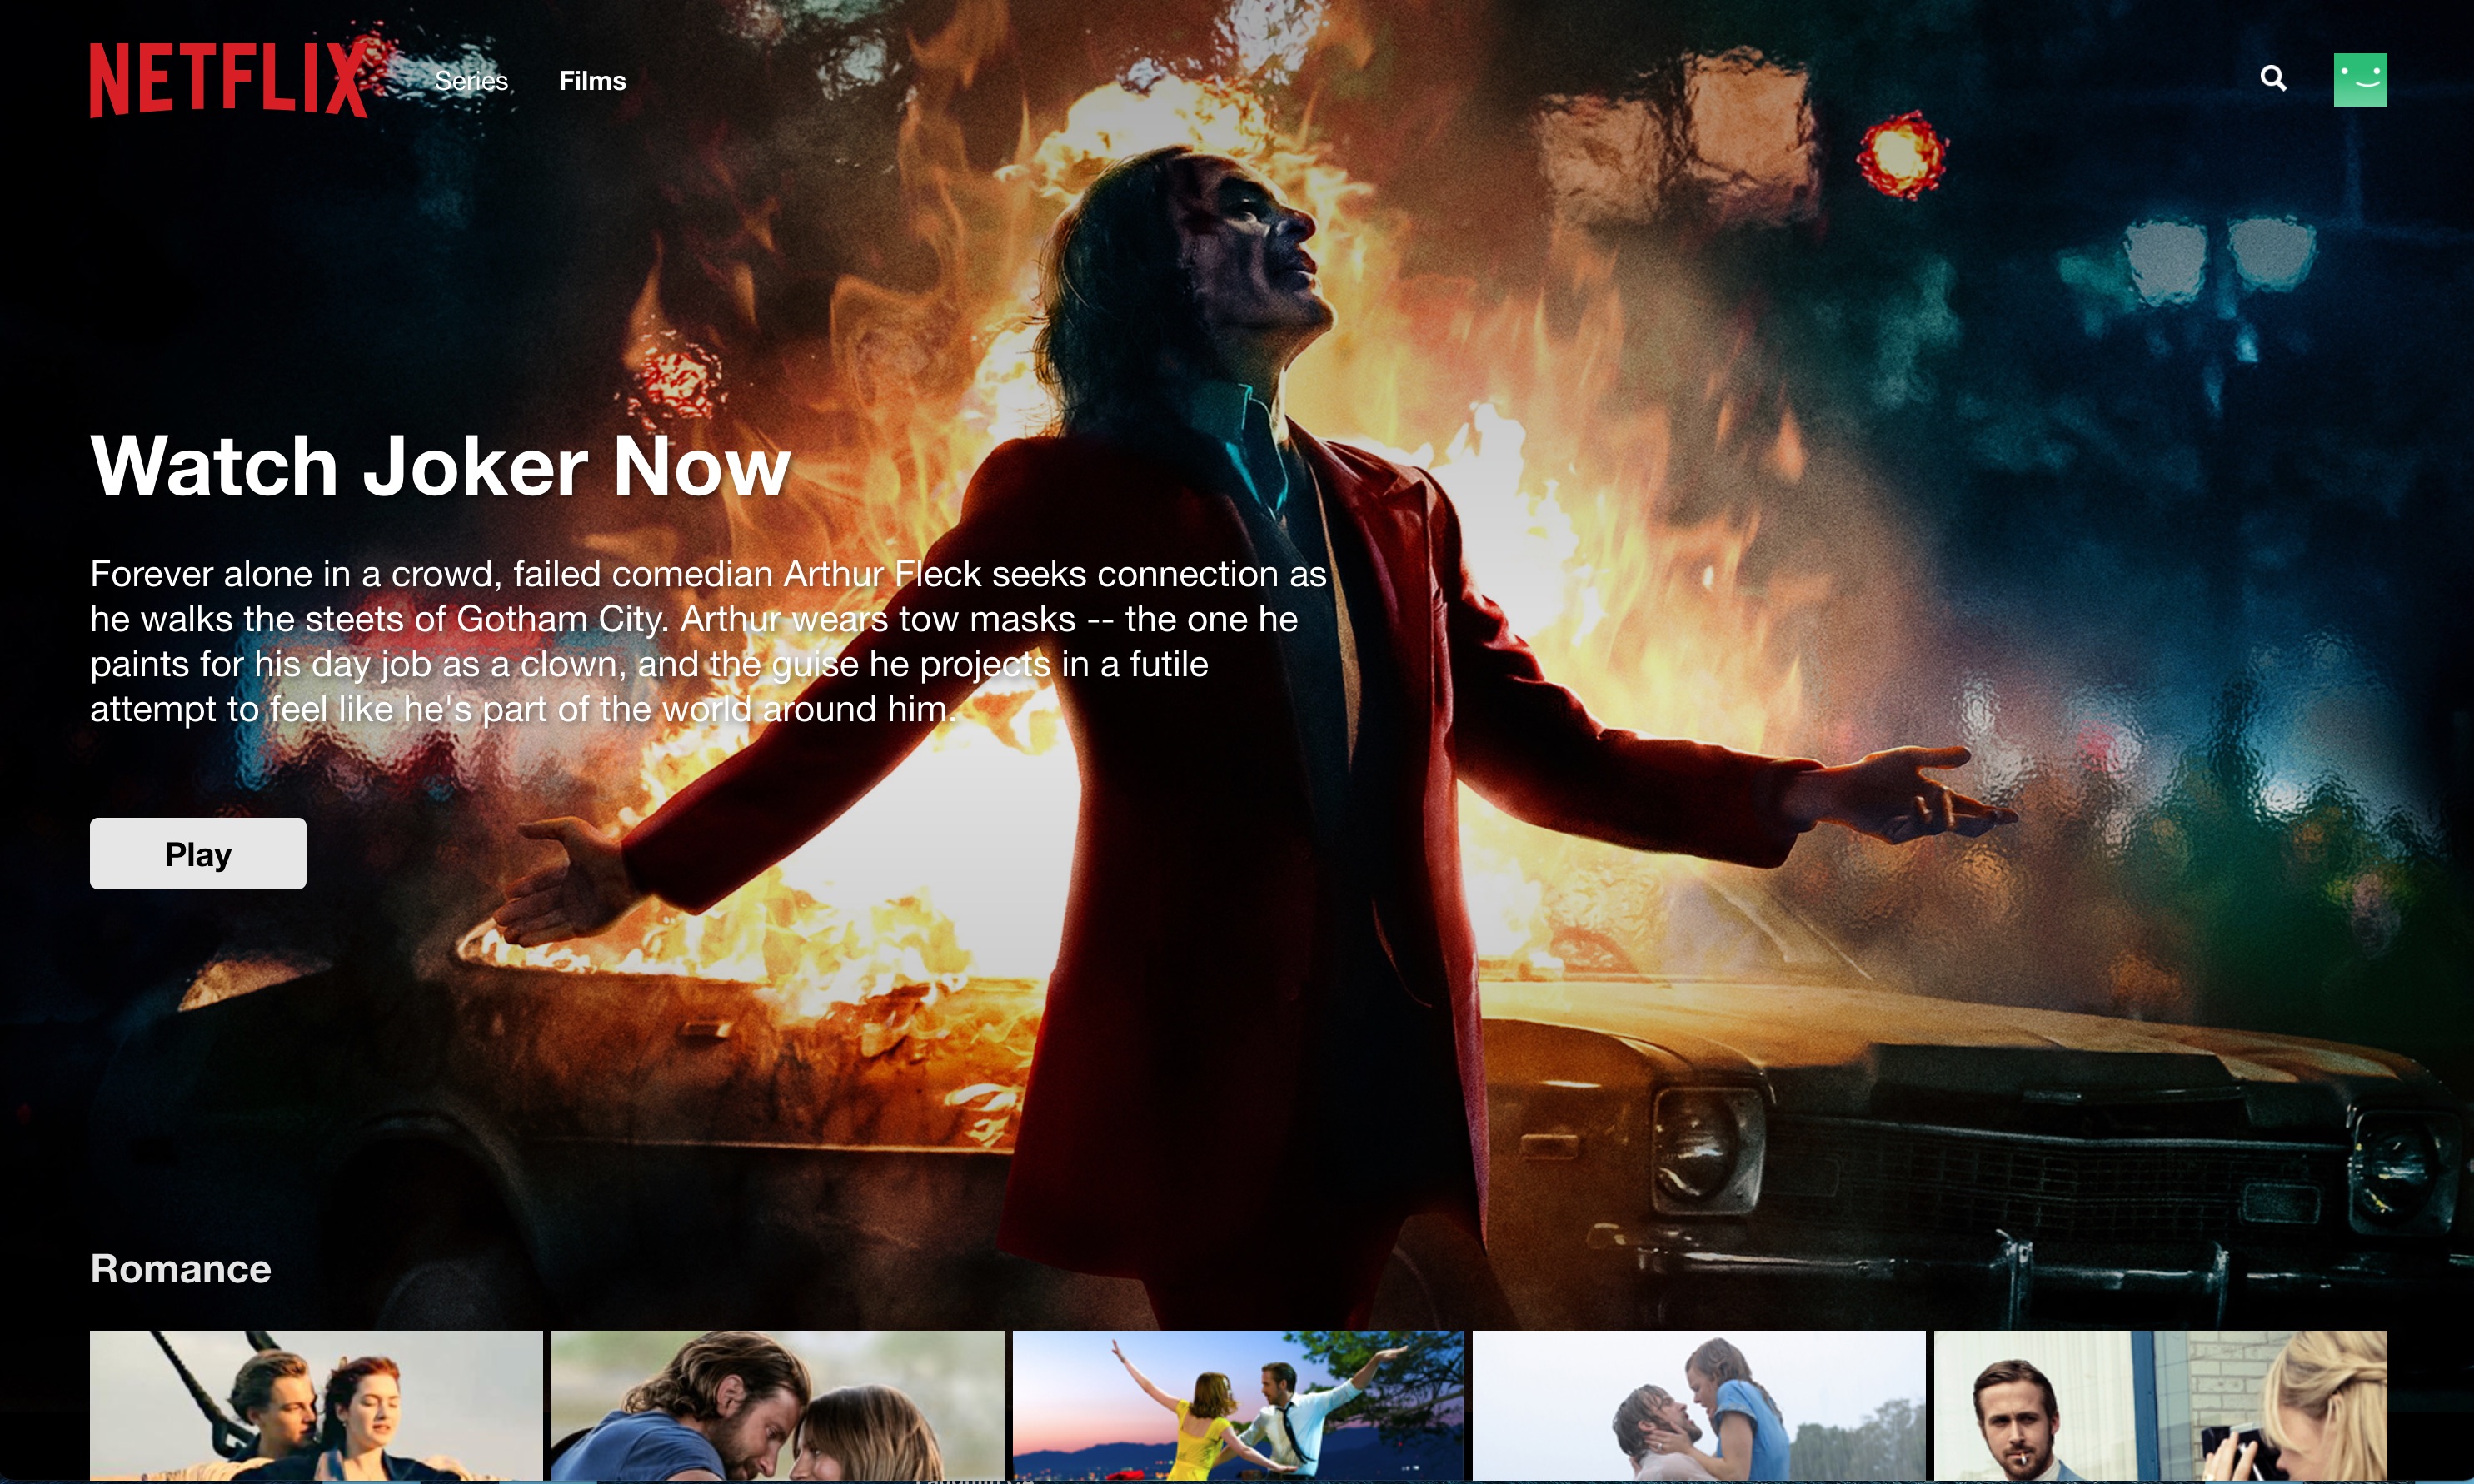 NETFLIX Series Films
Watch Joker Now
Forever alone in a crowd, failed comedian Arthur Fleck seeks connection as
he walks the steets of Gotham City. Arthur wears tow masks -- the one he
paints for his day job as a clown, and the guise he projects in a futile
attempt to feel like he's part of the world around him.
Play
Romance